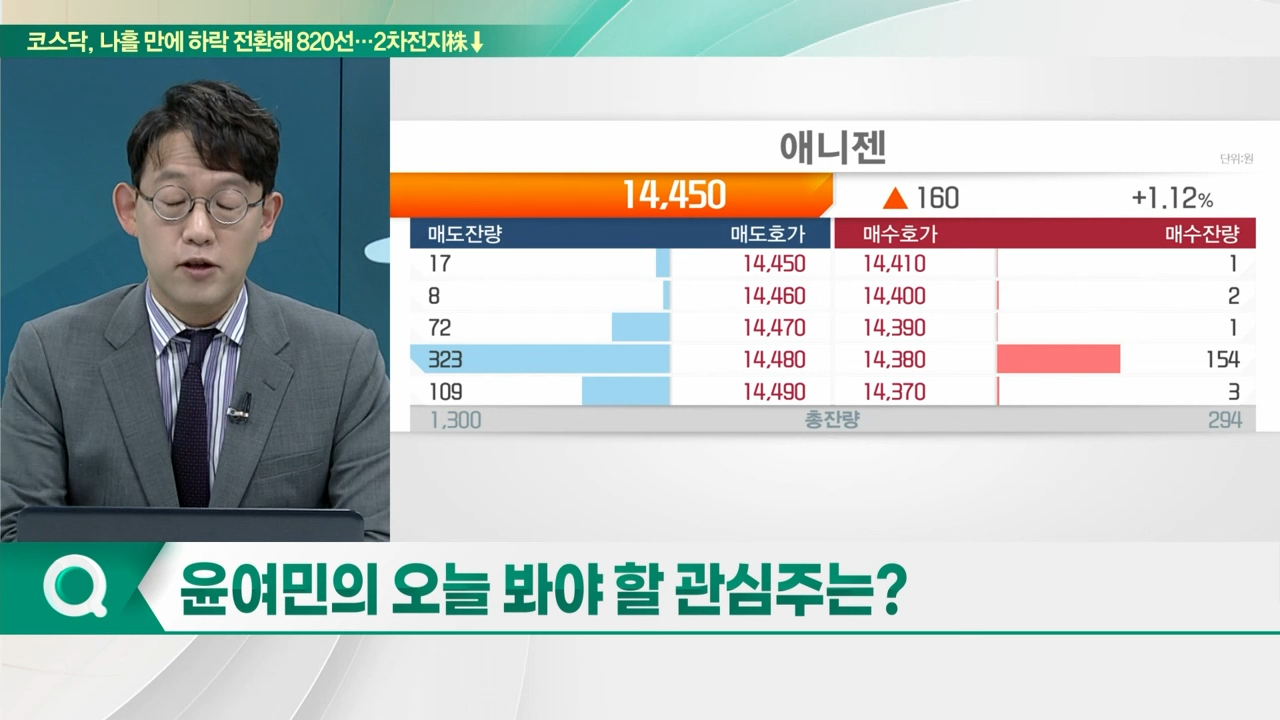 코스닥, 나흘 만에 하락 전환해 820선…2차전지株↓
애니젠
단위:원
14,450 ▲ 160 +1.12%
매도잔량 매도호가 매수호가 매수잔량
17 14,450 14,410 1
8 14,460 14,400 2
72 14,470 14,390 1
323 14,480 14,380 154
109 14,490 14,370 3
1,300 총잔량 294
윤여민의 오늘 봐야 할 관심주는?